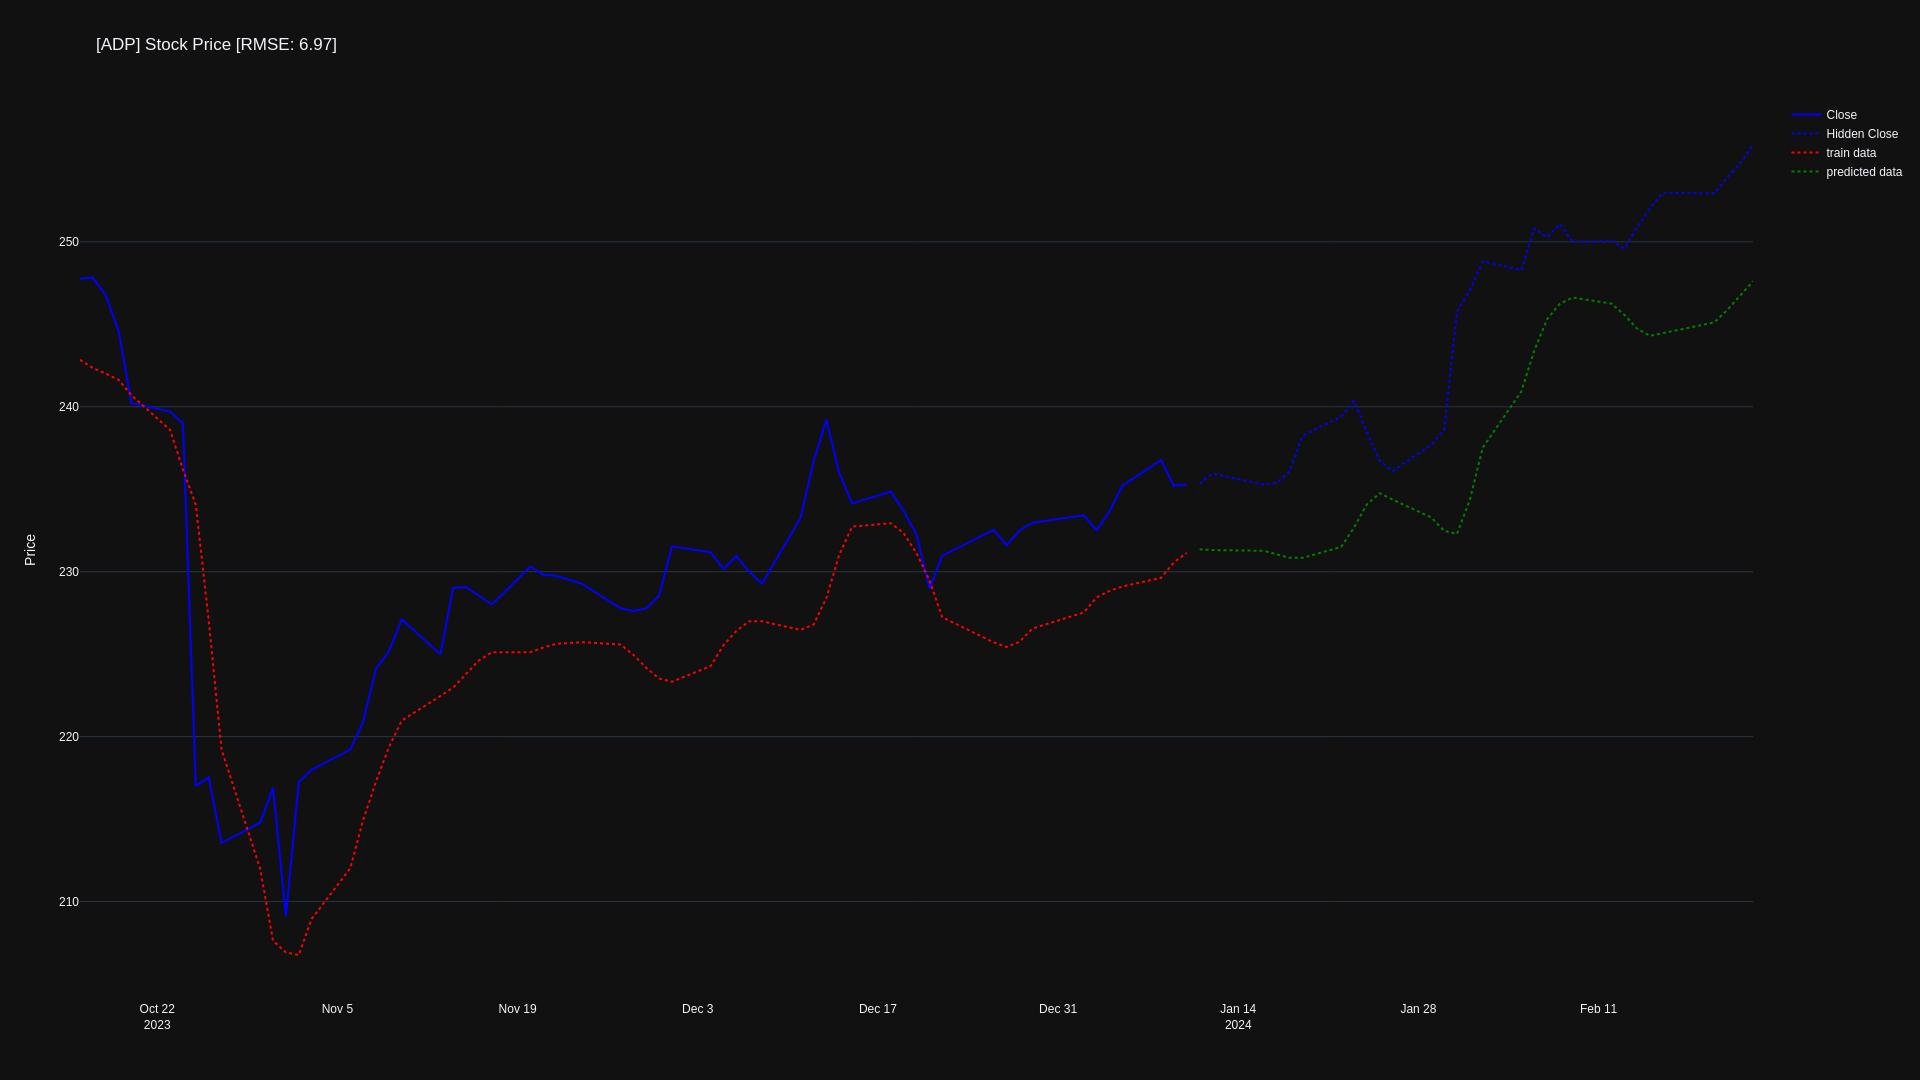 [ADP] Stock Price [RMSE: 6.97]
Close
Hidden Close
train data
predicted data
250
240
230
220
210
Price
Oct 22
2023
Nov 5
Nov 19
Dec 3
Dec 17
Dec 31
Jan 14
2024
Jan 28
Feb 11